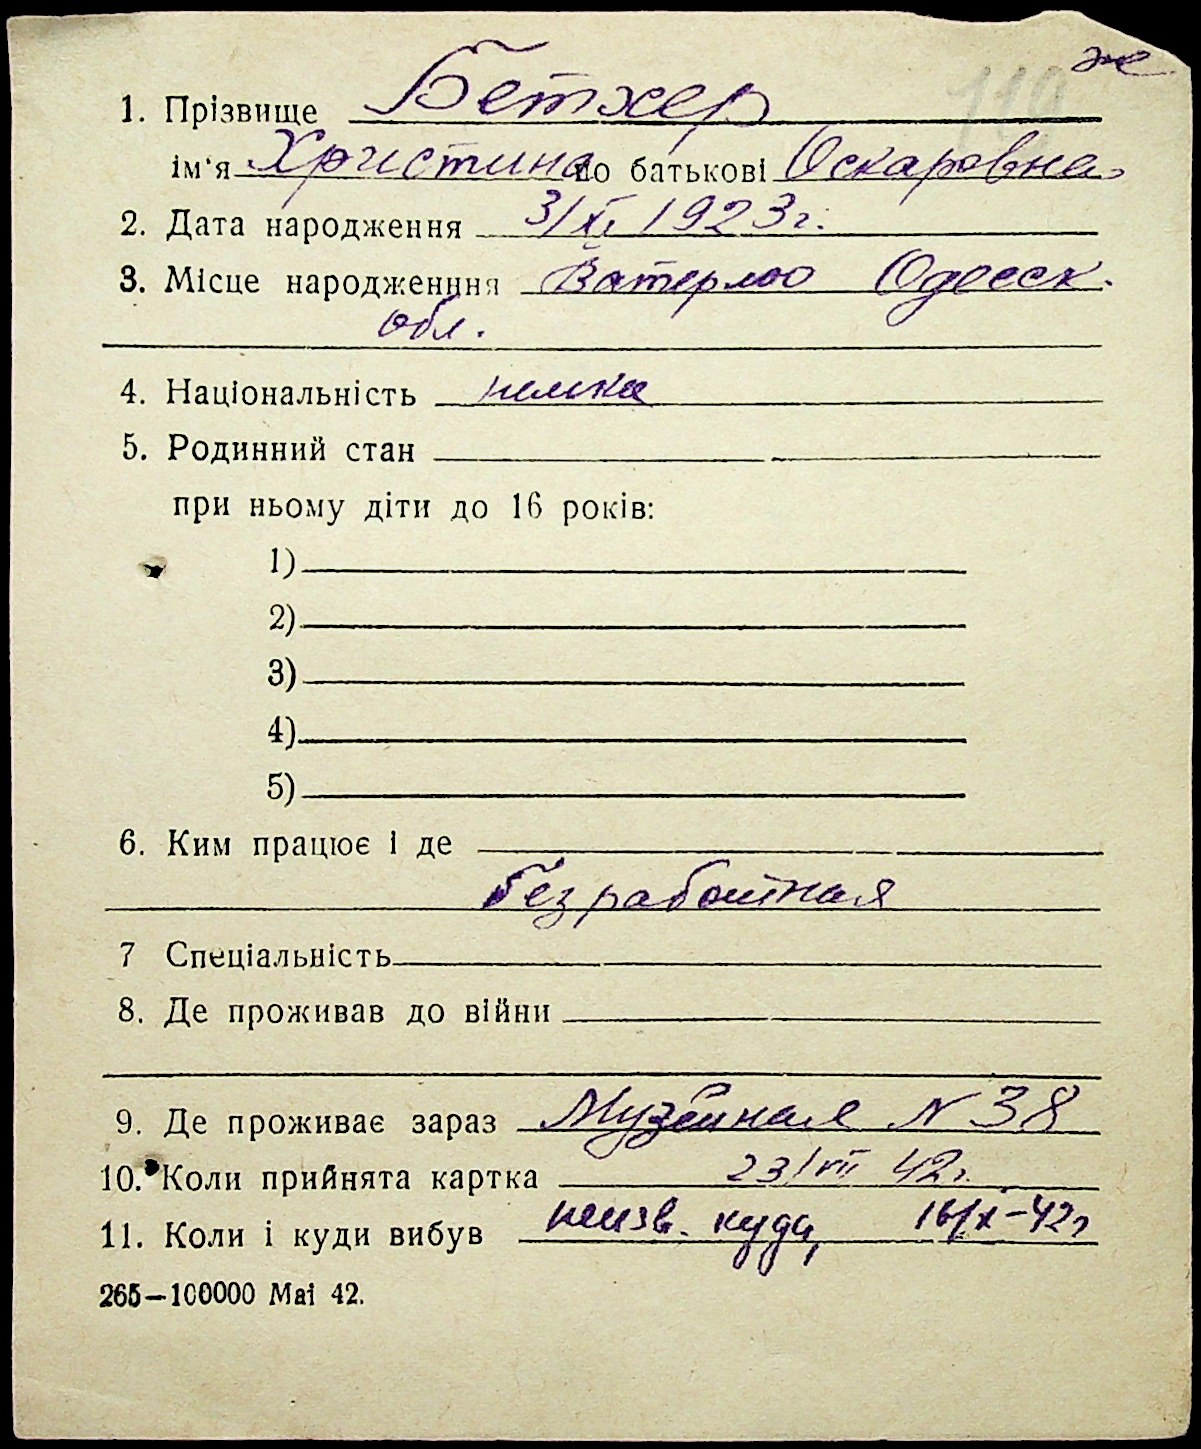 119 ж
1. Прізвище Бетхер
ім‘я Христина по батькові Оскаровна
2. Дата народження 3/XI 1923г.
3. Місце народженння Ватерлоо Одесск.
обл.
4. Національність немка
5. Родинний стан
при ньому діти до 16 років:
1)
2)
3)
4)
5)
6. Ким працює і де
безработная
7 Спеціальність
8. Де проживав до війни
9. Де проживає зараз Музейная N 38
10. Коли прийнята картка 23/VII 42г.
11. Коли і куди вибув неизв. куда, 16/X-42г
265—100000 Mai 42.